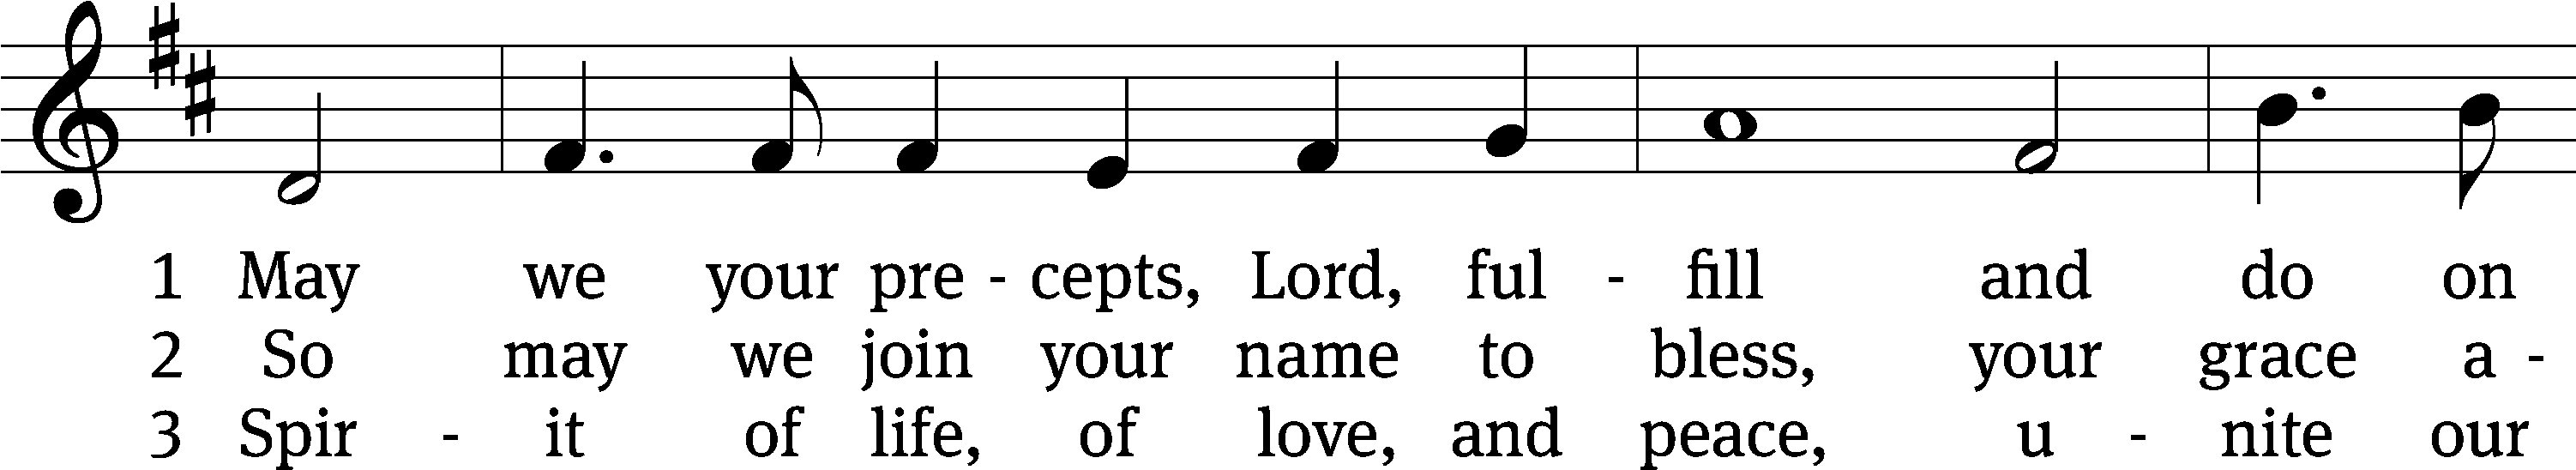 1 May we your pre - cepts, Lord, ful - fill and do on
2 So may we join your name to bless, your grace a -
3 Spir - it of life, of love, and peace, u - nite our